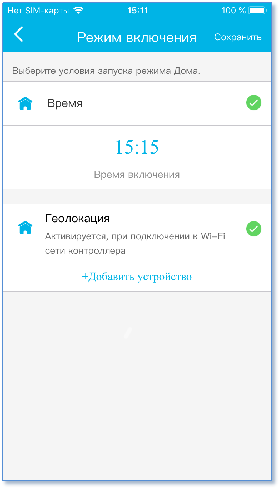 Нет SIM-кар 15:11 100 %
Режим включения Сохранить
Выберите условия запуска режима Дома.
Время
15:15
Время включения
Геолокация
Активируется, при подключении к Wi-Fi
сети контроллера
+Добавить устройство